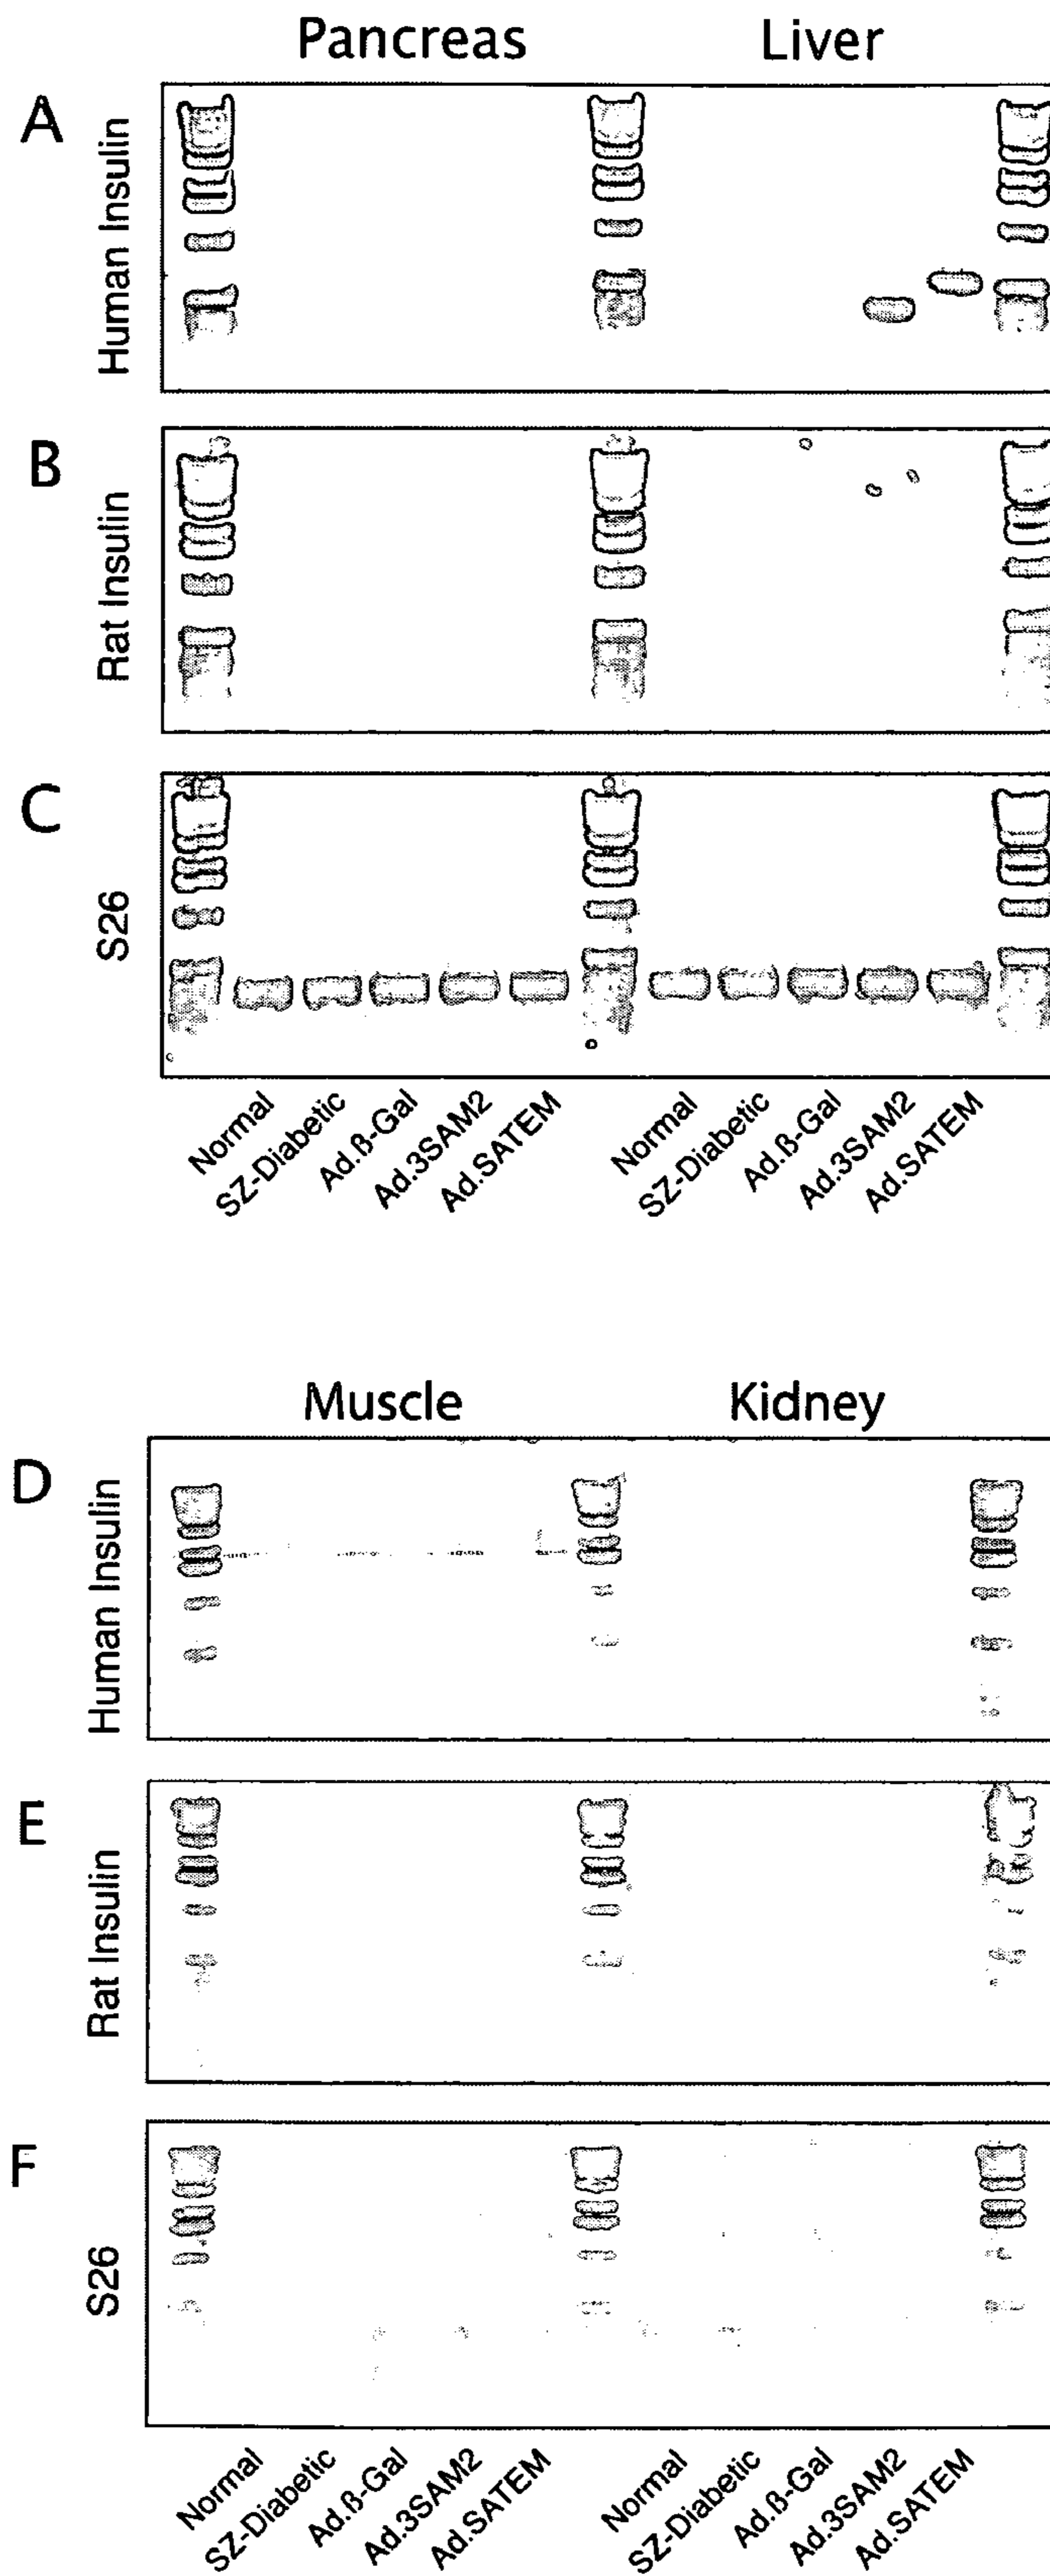 Pancreas Liver
A
Human Insulin
B
Rat Insulin
C
S26
Normal SZ-Diabetic Ad.ß-Gal Ad.3SAM2 Ad.SATEM Normal SZ-Diabetic Ad.ß-Gal Ad.3SAM2 Ad.SATEM
Muscle Kidney
D
Human Insulin
E
Rat Insulin
F
S26
Normal SZ-Diabetic Ad.ß-Gal Ad.3SAM2 Ad.SATEM Normal SZ-Diabetic Ad.ß-Gal Ad.3SAM2 Ad.SATEM